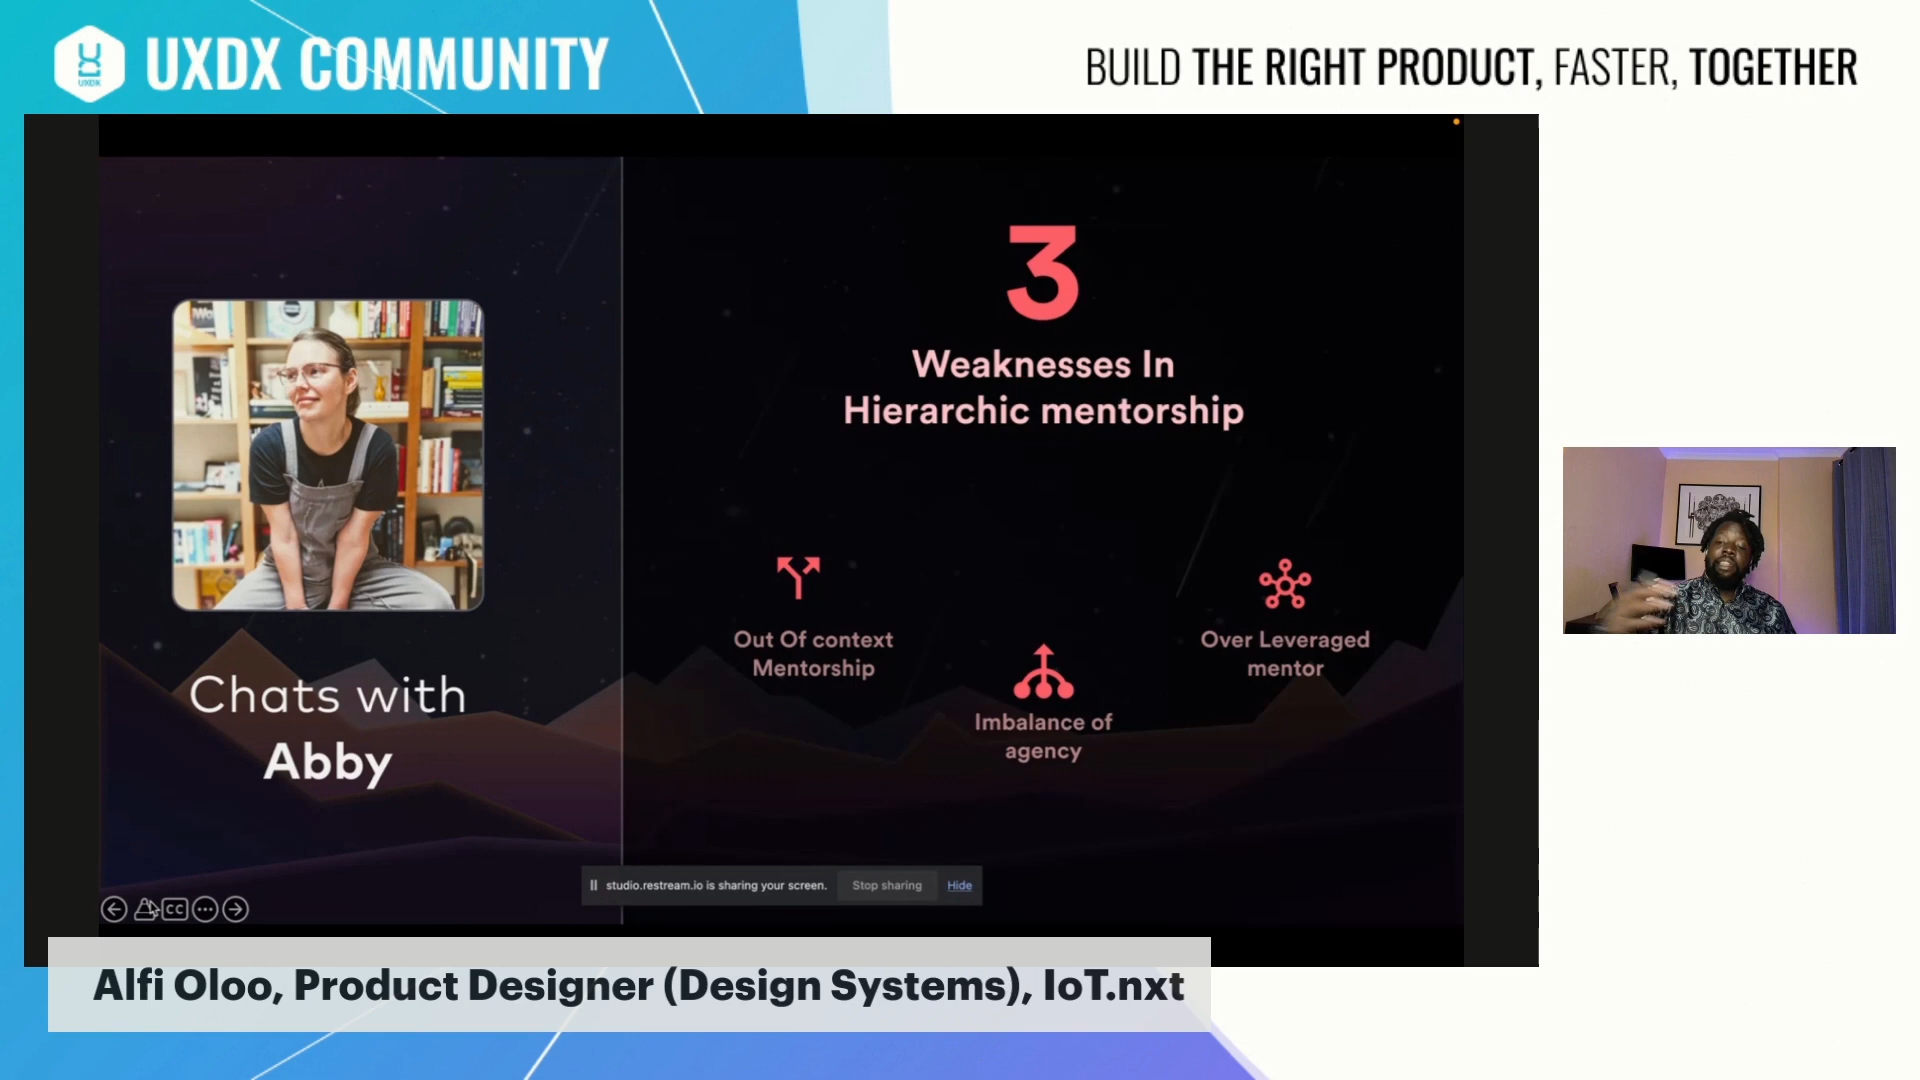 UXDX
UXDX COMMUNITY
BUILD THE RIGHT PRODUCT, FASTER, TOGETHER
3
Weaknesses In
Hierarchic mentorship
Out Of context
Mentorship
Over Leveraged
mentor
Imbalance of
agency
Chats with
Abby
studio.restream.io is sharing your screen.
Stop sharing
Hide
CC
Alfi Oloo, Product Designer (Design Systems), IoT.nxt